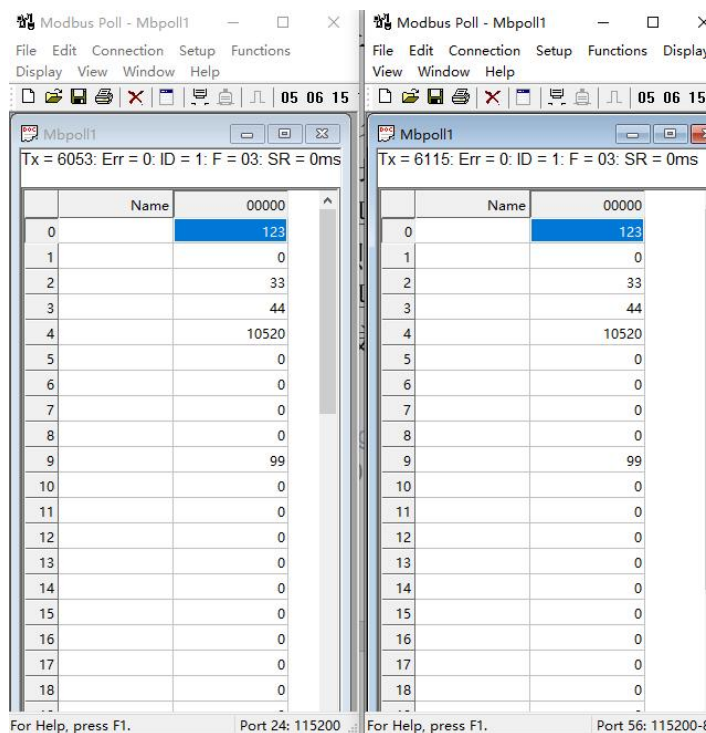 Modbus Poll - Mbpoll1
File Edit Connection Setup Functions
Display View Window Help
05 06 15
Mbpoll1
Tx = 6053: Err = 0: ID = 1: F = 03: SR = 0ms
Name 00000
0 123
1 0
2 33
3 44
4 10520
5 0
6 0
7 0
8 0
9 99
10 0
11 0
12 0
13 0
14 0
15 0
16 0
17 0
18 0
For Help, press F1. Port 24: 115200
Modbus Poll - Mbpoll1
File Edit Connection Setup Functions Display
View Window Help
05 06 15
Mbpoll1
Tx = 6115: Err = 0: ID = 1: F = 03: SR = 0ms
Name 00000
0 123
1 0
2 33
3 44
4 10520
5 0
6 0
7 0
8 0
9 99
10 0
11 0
12 0
13 0
14 0
15 0
16 0
17 0
18 0
For Help, press F1. Port 56: 115200-8